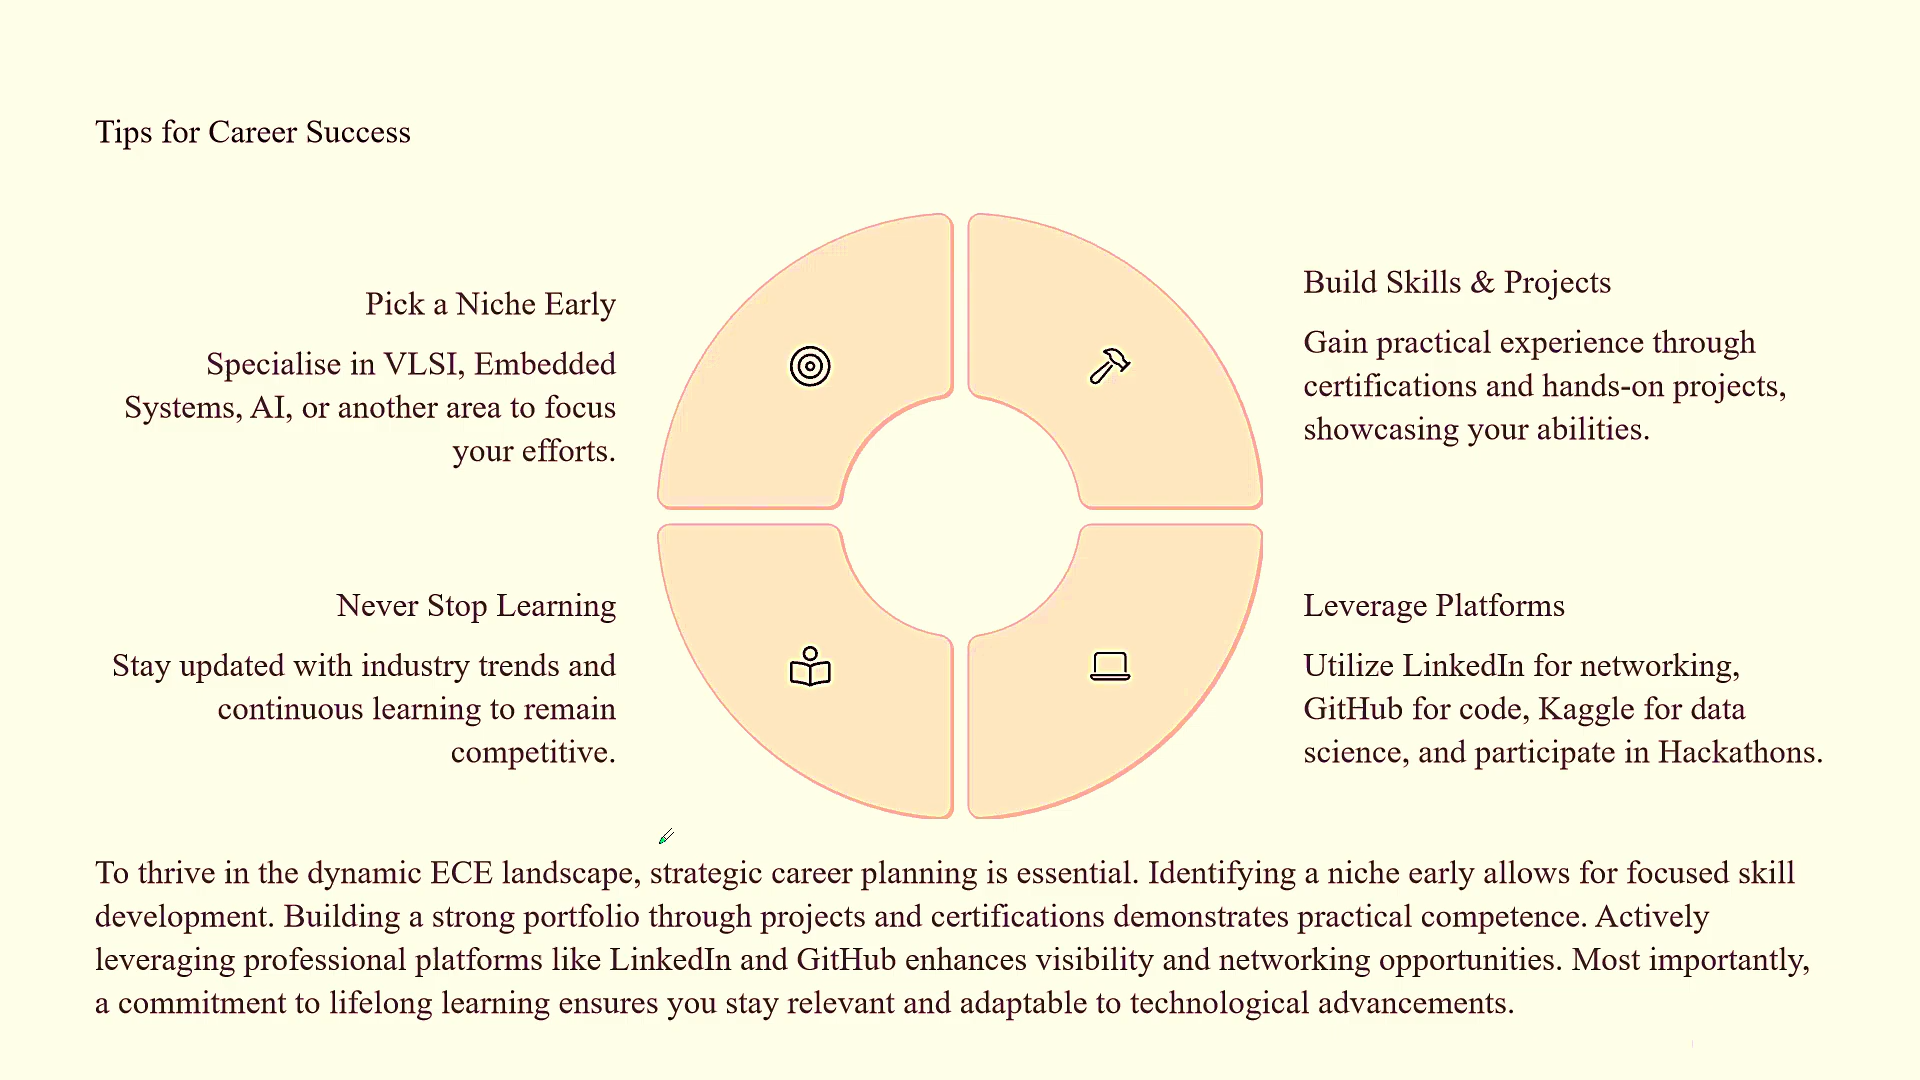 Tips for Career Success
Pick a Niche Early
Specialise in VLSI, Embedded
Systems, AI, or another area to focus
your efforts.
Build Skills & Projects
Gain practical experience through
certifications and hands-on projects,
showcasing your abilities.
Never Stop Learning
Stay updated with industry trends and
continuous learning to remain
competitive.
Leverage Platforms
Utilize LinkedIn for networking,
GitHub for code, Kaggle for data
science, and participate in Hackathons.
To thrive in the dynamic ECE landscape, strategic career planning is essential. Identifying a niche early allows for focused skill
development. Building a strong portfolio through projects and certifications demonstrates practical competence. Actively
leveraging professional platforms like LinkedIn and GitHub enhances visibility and networking opportunities. Most importantly,
a commitment to lifelong learning ensures you stay relevant and adaptable to technological advancements.